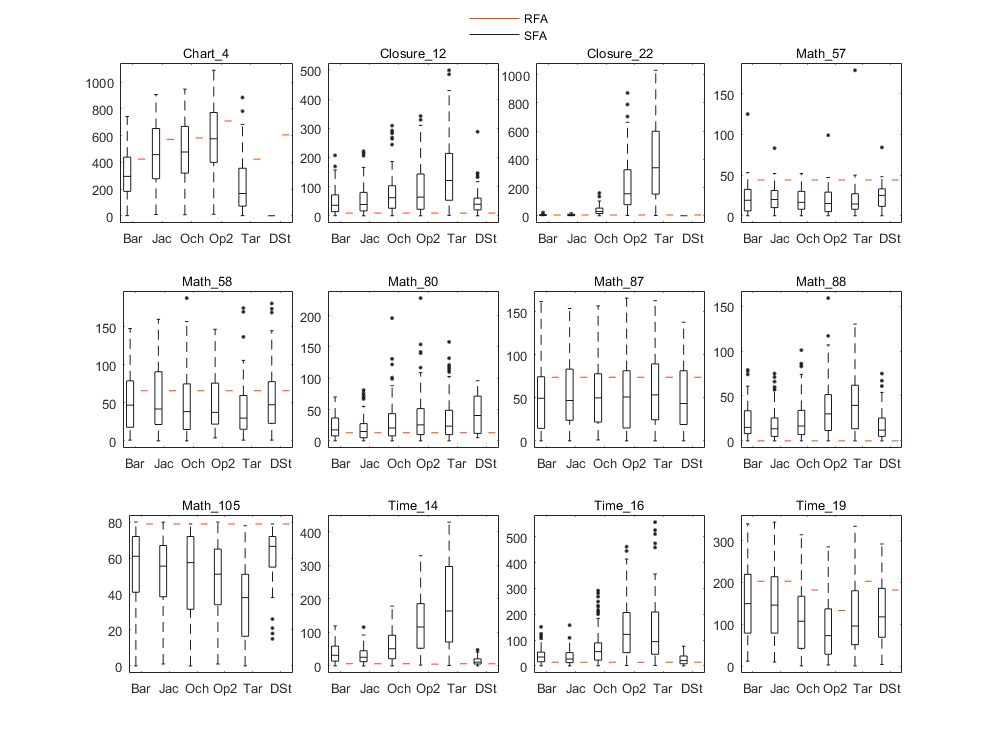 RFA
SFA
Chart_4
Closure_12
Closure_22
Math_57
1000
800
600
400
200
0
500
400
300
200
100
0
1000
800
600
400
200
0
150
100
50
0
Bar Jac Och Op2 Tar DSt
Bar Jac Och Op2 Tar DSt
Bar Jac Och Op2 Tar DSt
Bar Jac Och Op2 Tar DSt
Math_58
Math_80
Math_87
Math_88
150
100
50
0
200
150
100
50
0
150
100
50
0
150
100
50
0
Bar Jac Och Op2 Tar DSt
Bar Jac Och Op2 Tar DSt
Bar Jac Och Op2 Tar DSt
Bar Jac Och Op2 Tar DSt
Math_105
Time_14
Time_16
Time_19
80
60
40
20
0
400
300
200
100
0
500
400
300
200
100
0
300
200
100
0
Bar Jac Och Op2 Tar DSt
Bar Jac Och Op2 Tar DSt
Bar Jac Och Op2 Tar DSt
Bar Jac Och Op2 Tar DSt